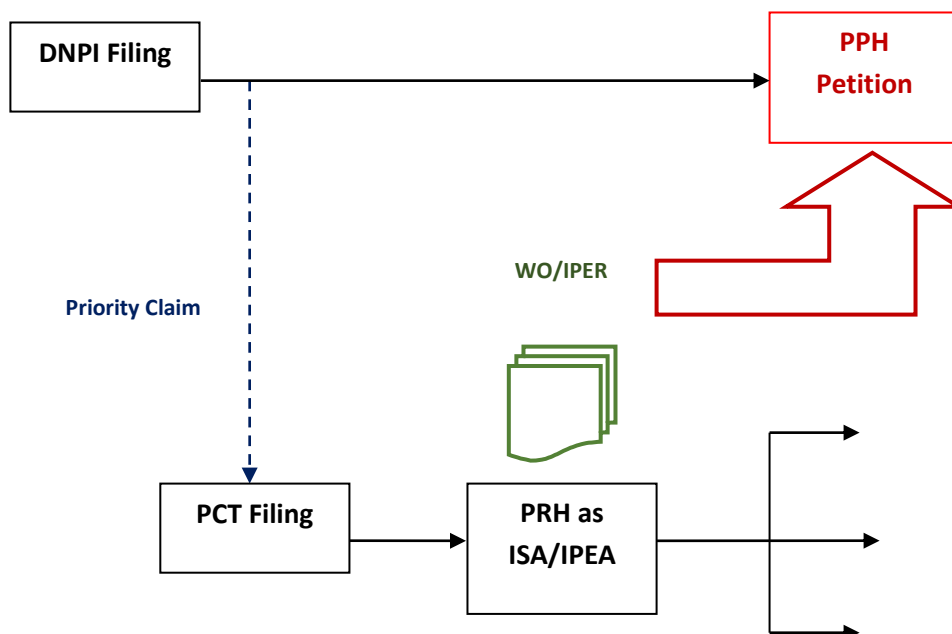 DNPI Filing
PPH
Petition
WO/IPER
Priority Claim
PCT Filing
PRH as
ISA/IPEA